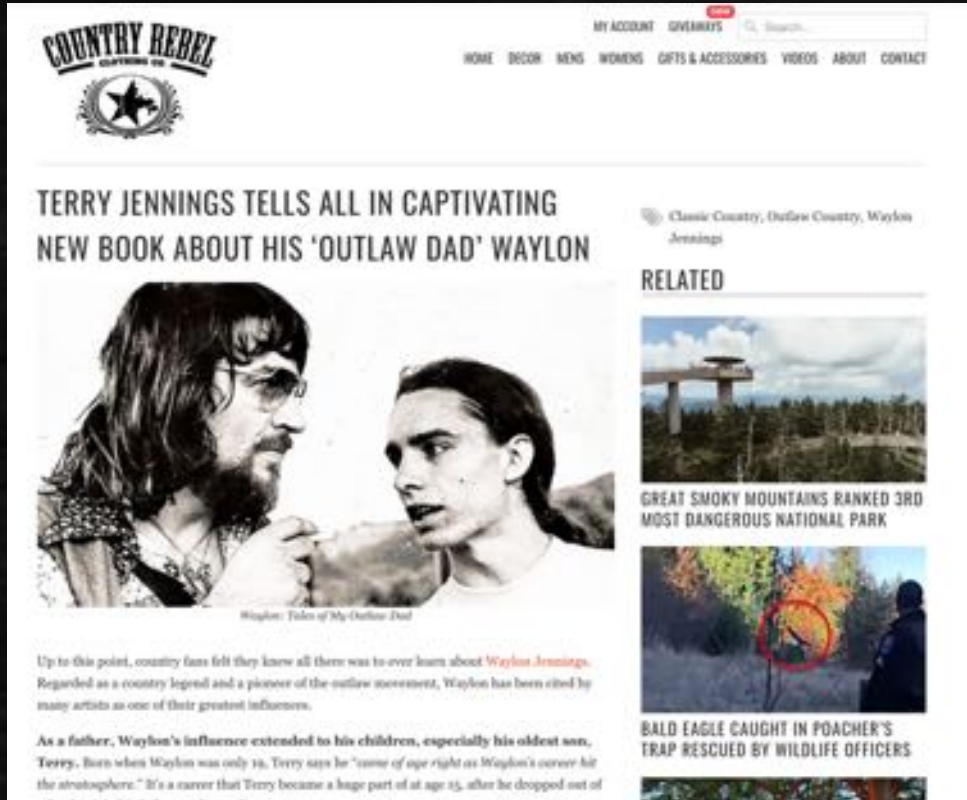 COUNTRY REBEL
CLOTHING CO
new
MY ACCOUNT GIVEAWAYS Search...
HOME DECOR MENS WOMENS GIFTS & ACCESSORIES VIDEOS ABOUT CONTACT
TERRY JENNINGS TELLS ALL IN CAPTIVATING
NEW BOOK ABOUT HIS ‘OUTLAW DAD’ WAYLON
Waylon: Tales of My Outlaw Dad
Up to this point, country fans felt they knew all there was to ever learn about Waylon Jennings.
Regarded as a country legend and a pioneer of the outlaw movement, Waylon has been cited by
many artists as one of their greatest influences.
As a father, Waylon’s influence extended to his children, especially his oldest son,
Terry. Born when Waylon was only 19, Terry says he “came of age right as Waylon’s career hit
the stratosphere.” It’s a career that Terry became a huge part of at age 15, after he dropped out of
Classic Country, Outlaw Country, Waylon
Jennings
RELATED
GREAT SMOKY MOUNTAINS RANKED 3RD
MOST DANGEROUS NATIONAL PARK
BALD EAGLE CAUGHT IN POACHER’S
TRAP RESCUED BY WILDLIFE OFFICERS